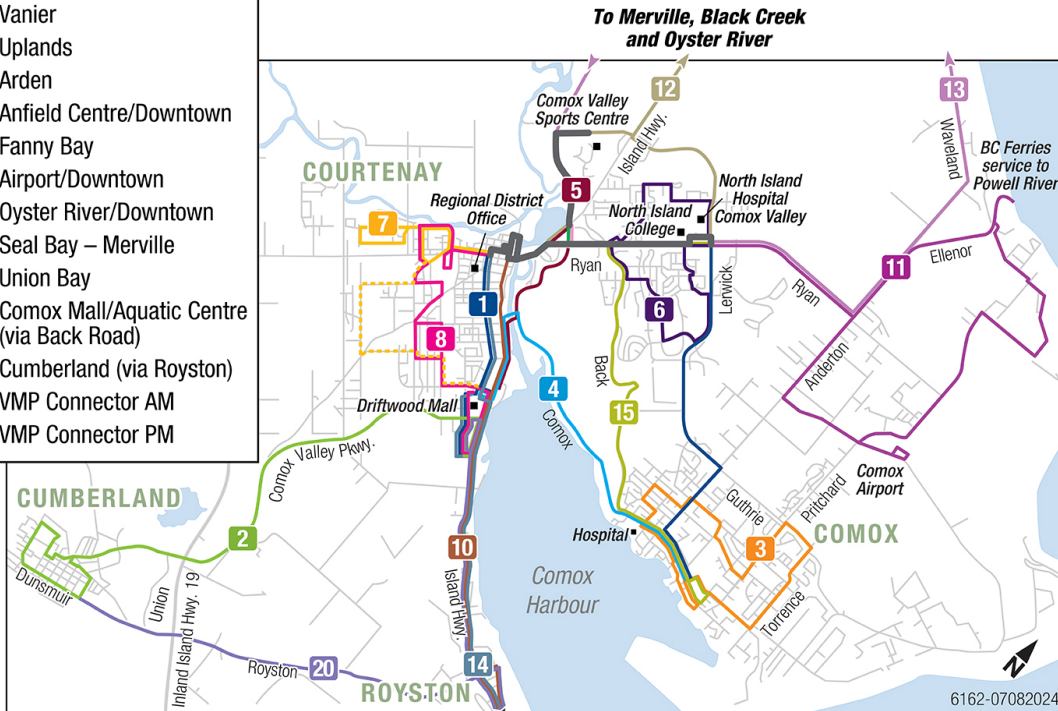 Vanier
Uplands
Arden
Anfield Centre/Downtown
Fanny Bay
Airport/Downtown
Oyster River/Downtown
Seal Bay – Merville
Union Bay
Comox Mall/Aquatic Centre
(via Back Road)
Cumberland (via Royston)
VMP Connector AM
VMP Connector PM
To Merville, Black Creek
and Oyster River
12
13
Comox Valley
Sports Centre
Island Hwy.
Waveland
BC Ferries
service to
Powell River
COURTENAY
5
North Island
Hospital
Comox Valley
Regional District
Office
North Island
College
7
Ryan
11
Ellenor
Lerwick
Ryan
1
6
8
Anderton
Back
4
15
Driftwood Mall
Comox
Comox Valley Pkwy.
Comox
Airport
CUMBERLAND
Guthrie
Pritchard
COMOX
2
Hospital
3
10
Comox
Harbour
Dunsmuir
Union
Inland Island Hwy. 19
Island Hwy.
Torrence
Royston
20
14
ROYSTON
N
6162-07082024